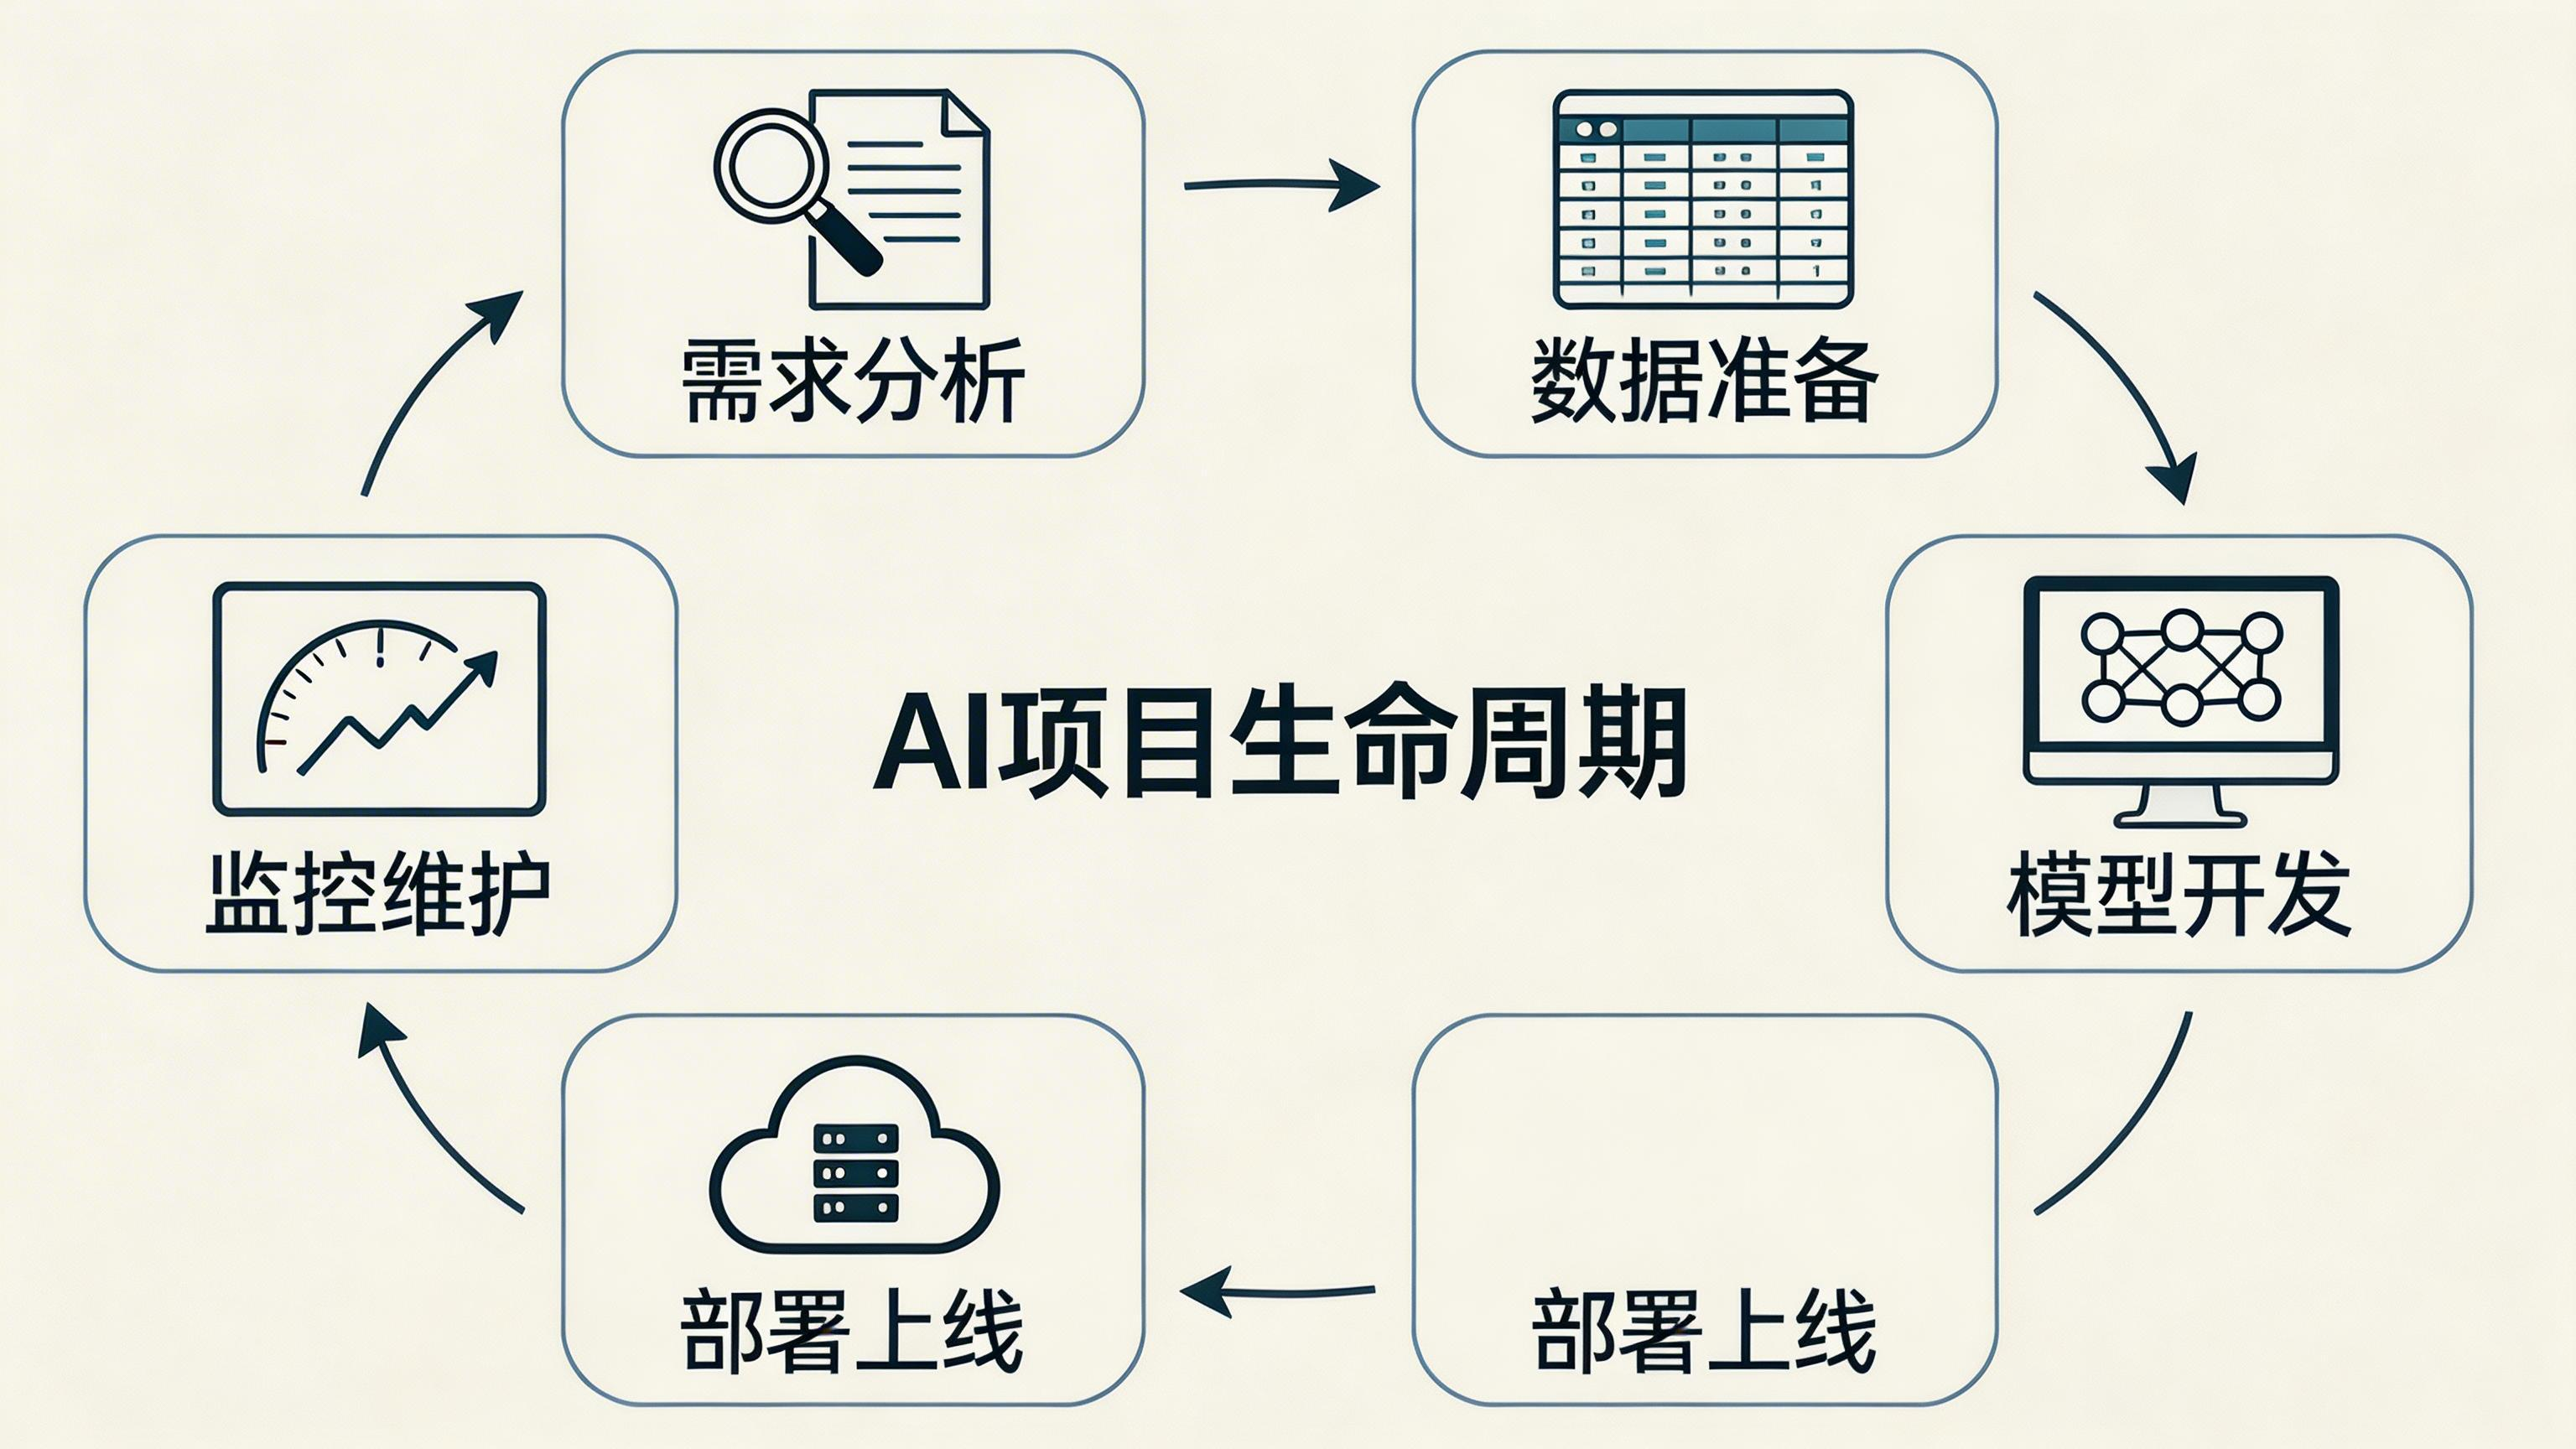 需求分析
数据准备
监控维护
AI项目生命周期
模型开发
部署上线
部署上线